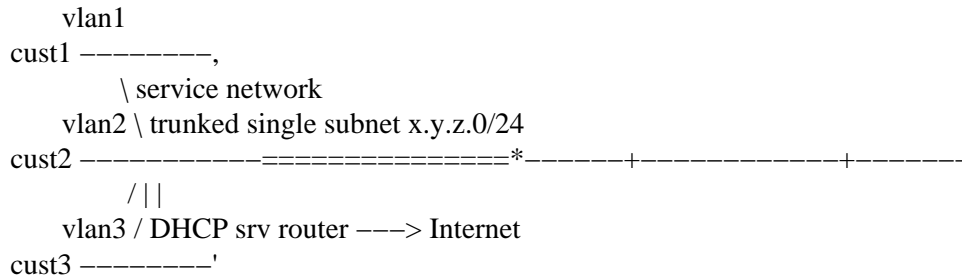 vlan1
cust1 −−−−−−−−,
\ service network
vlan2 \ trunked single subnet x.y.z.0/24
cust2 −−−−−−−−−−−===============*−−−−−−+−−−−−−−−−−−−+−−−−−−−
/ | |
vlan3 / DHCP srv router −−−> Internet
cust3 −−−−−−−−'